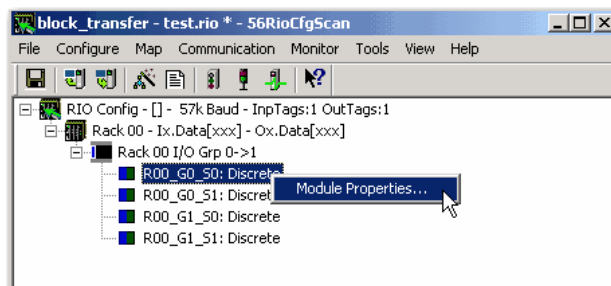 block_transfer - test.rio * - 56RioCfgScan
File Configure Map Communication Monitor Tools View Help
RIO Config - [] - 57k Baud - InpTags:1 OutTags:1
Rack 00 - Ix.Data[xxx] - Ox.Data[xxx]
Rack 00 I/O Grp 0->1
R00_G0_S0: Discrete
Module Properties...
R00_G0_S1: Discret
R00_G1_S0: Discrete
R00_G1_S1: Discrete